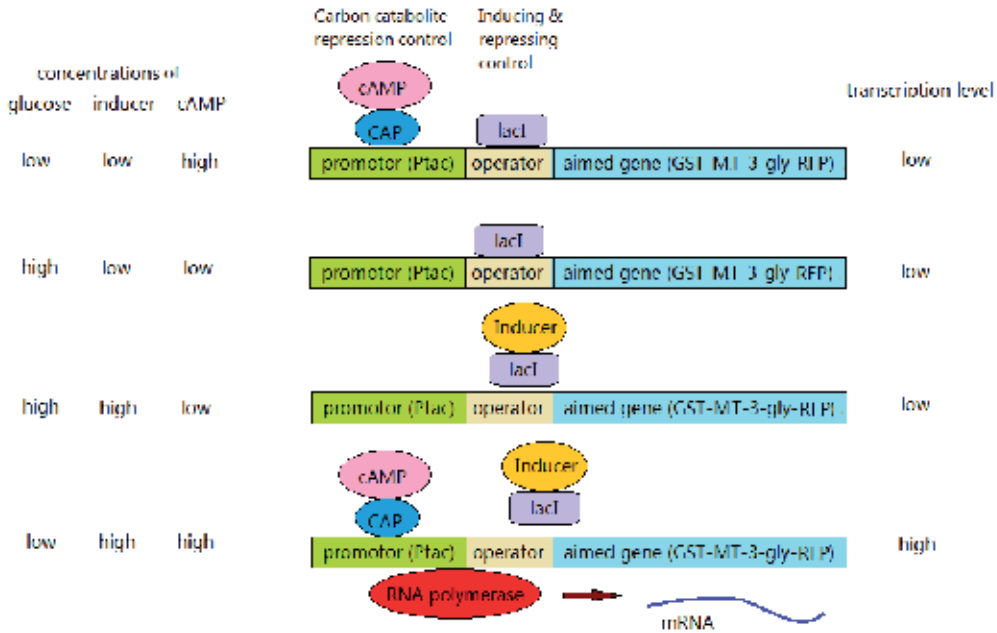 Carbon catabolite
repression control
Inducing &
repressing
control
concentrations of
glucose inducer cAMP
transcription level
cAMP
CAP
lacI
low low high
promotor (Ptac) operator aimed gene (GST-MT-3-gly-RFP)
low
lacI
high low low
promotor (Ptac) operator aimed gene (GST-MT-3-gly-RFP)
low
Inducer
lacI
high high low
promotor (Ptac) operator aimed gene (GST-MT-3-gly-RFP)
low
cAMP
Inducer
CAP
lacI
low high high
promotor (Ptac) operator aimed gene (GST-MT-3-gly-RFP)
high
RNA polymerase
mRNA